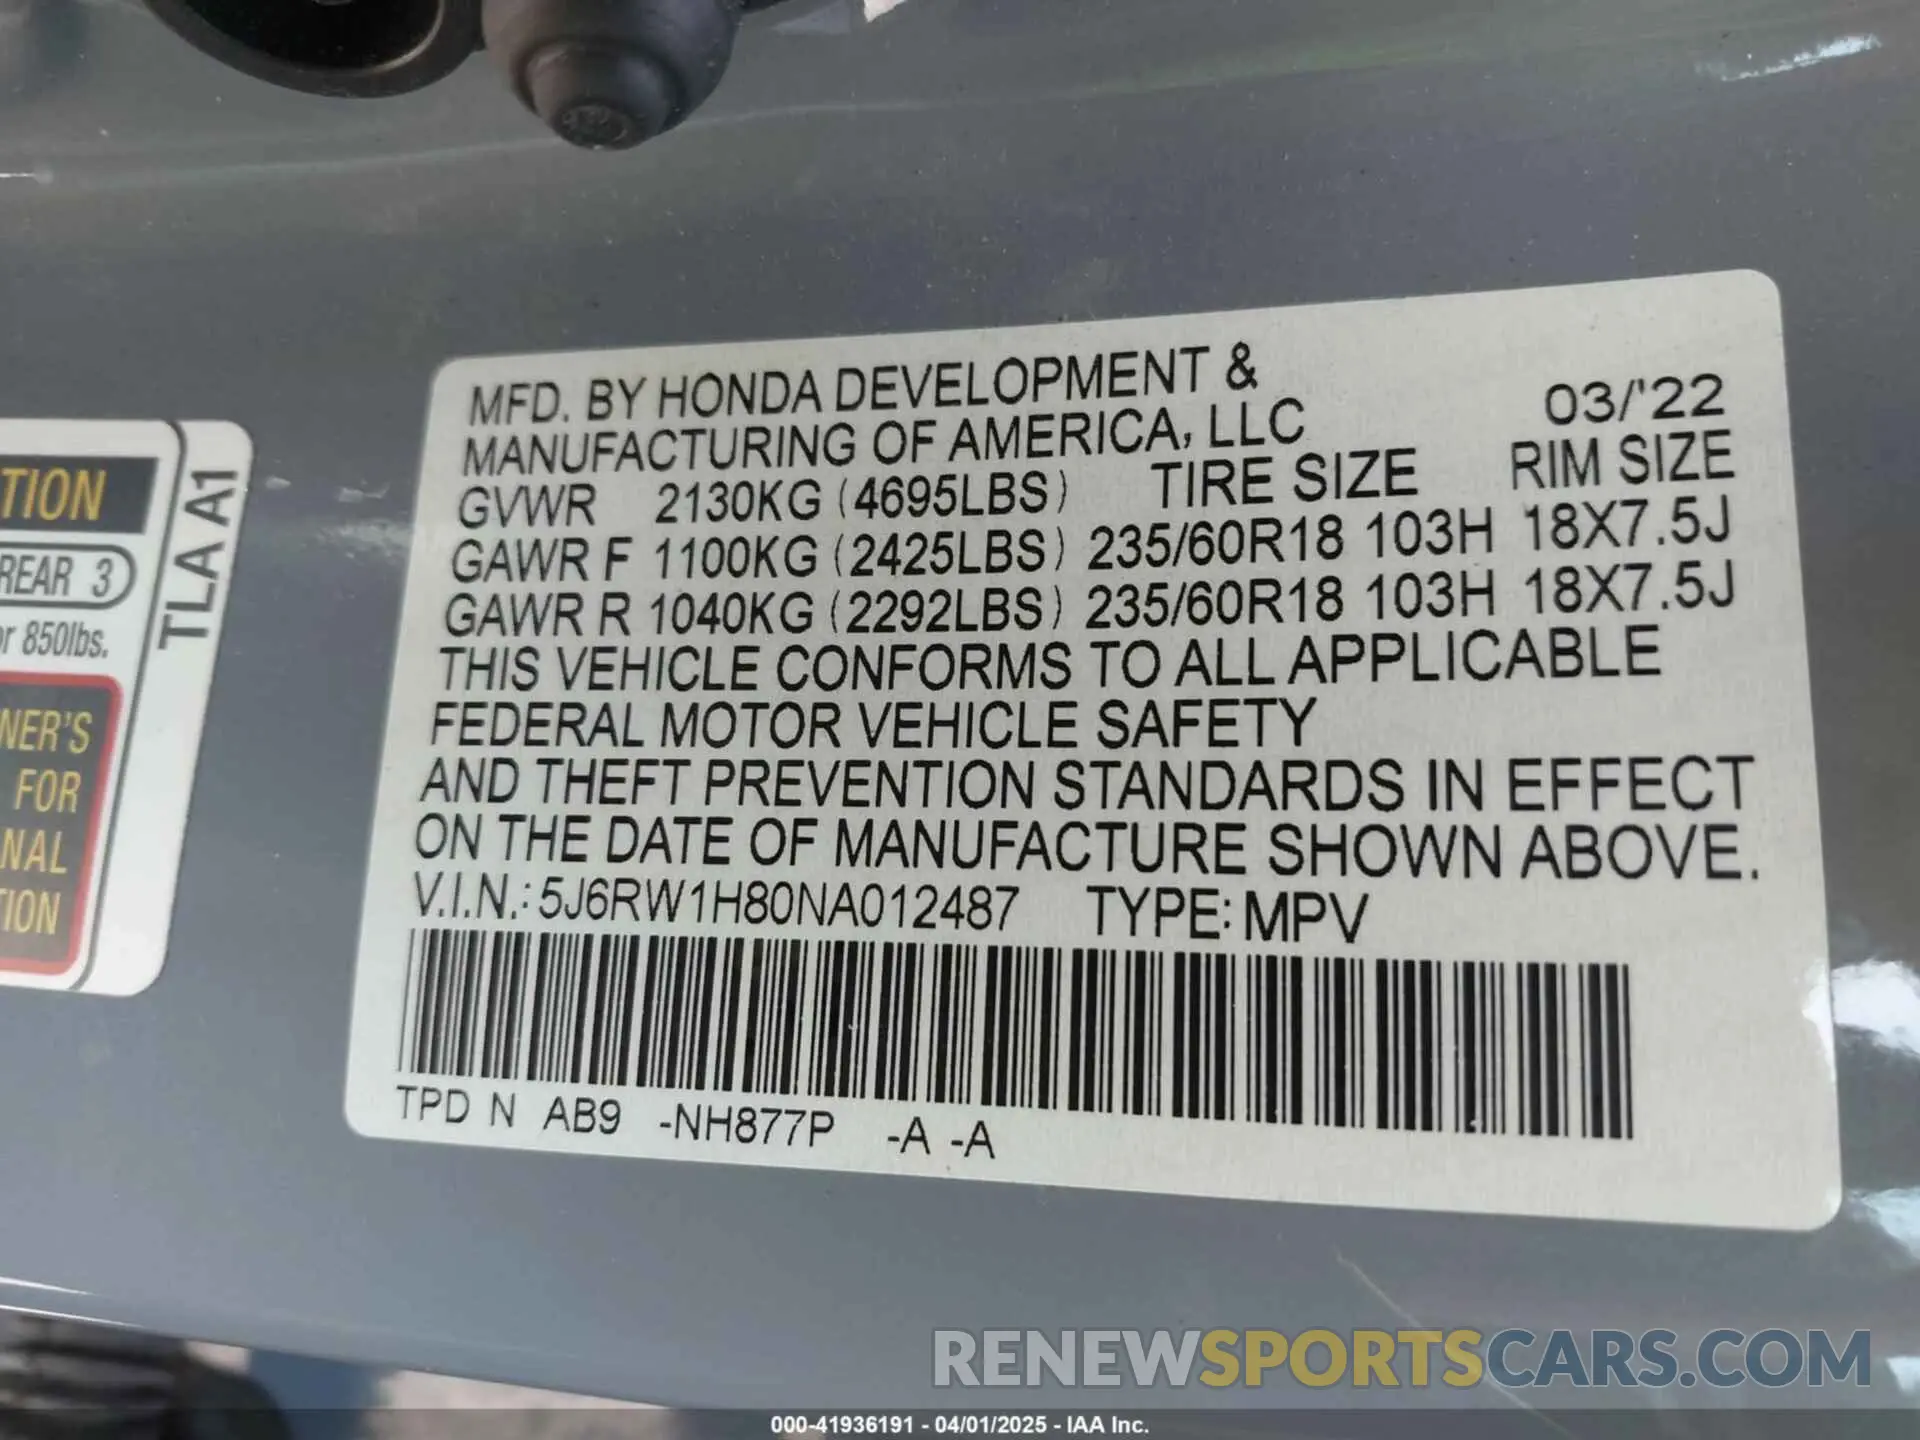 TION
REAR 3
or 850lbs.
NER'S
FOR
NAL
TION
TLA A1
MFD. BY HONDA DEVELOPMENT &
MANUFACTURING OF AMERICA, LLC 03/'22
GVWR 2130KG (4695LBS) TIRE SIZE RIM SIZE
GAWR F 1100KG (2425LBS) 235/60R18 103H 18X7.5J
GAWR R 1040KG (2292LBS) 235/60R18 103H 18X7.5J
THIS VEHICLE CONFORMS TO ALL APPLICABLE
FEDERAL MOTOR VEHICLE SAFETY
AND THEFT PREVENTION STANDARDS IN EFFECT
ON THE DATE OF MANUFACTURE SHOWN ABOVE.
V.I.N.: 5J6RW1H80NA012487 TYPE: MPV
TPD N AB9 -NH877P -A -A
RENEWSPORTSCARS.COM
000-41936191 - 04/01/2025 - IAA Inc.